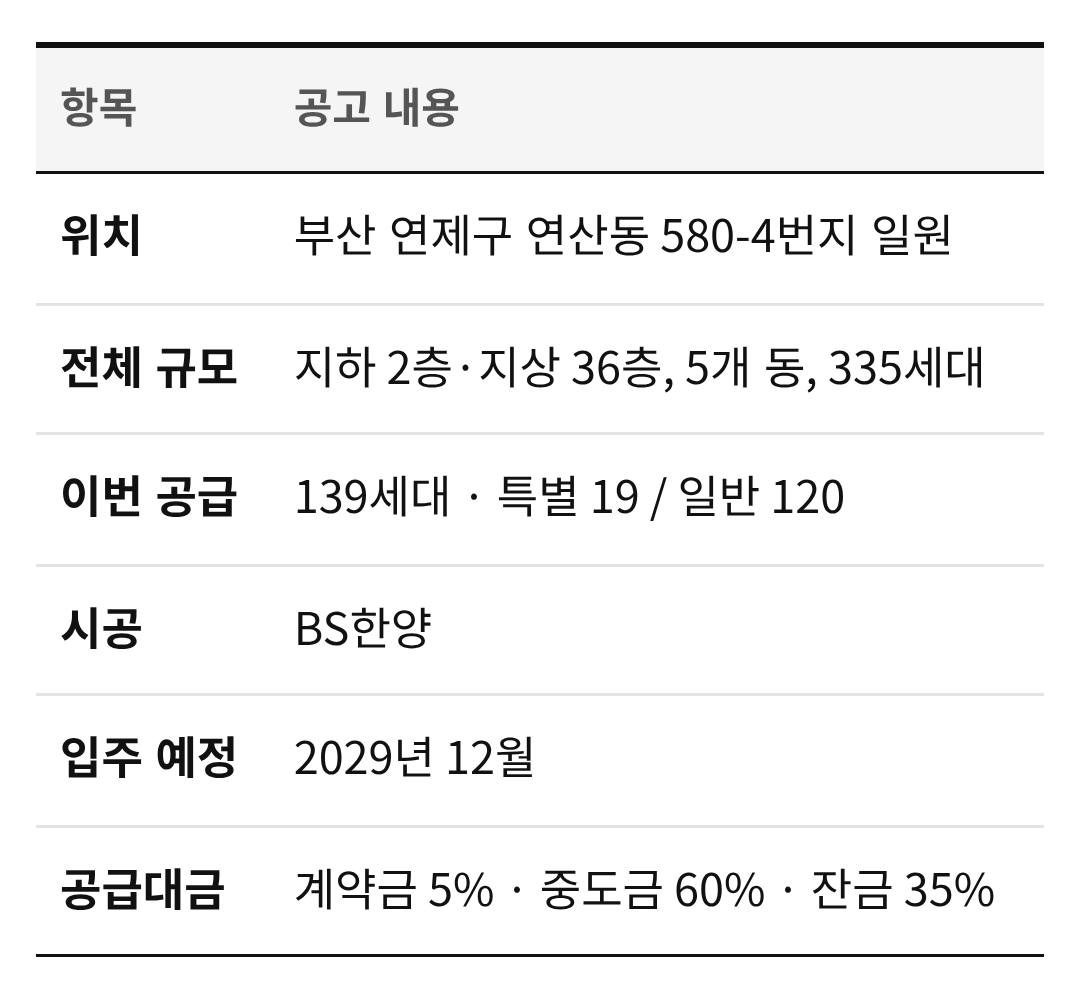 항목 공고 내용
위치 부산 연제구 연산동 580-4번지 일원
전체 규모 지하 2층·지상 36층, 5개 동, 335세대
이번 공급 139세대 · 특별 19 / 일반 120
시공 BS한양
입주 예정 2029년 12월
공급대금 계약금 5% · 중도금 60% · 잔금 35%